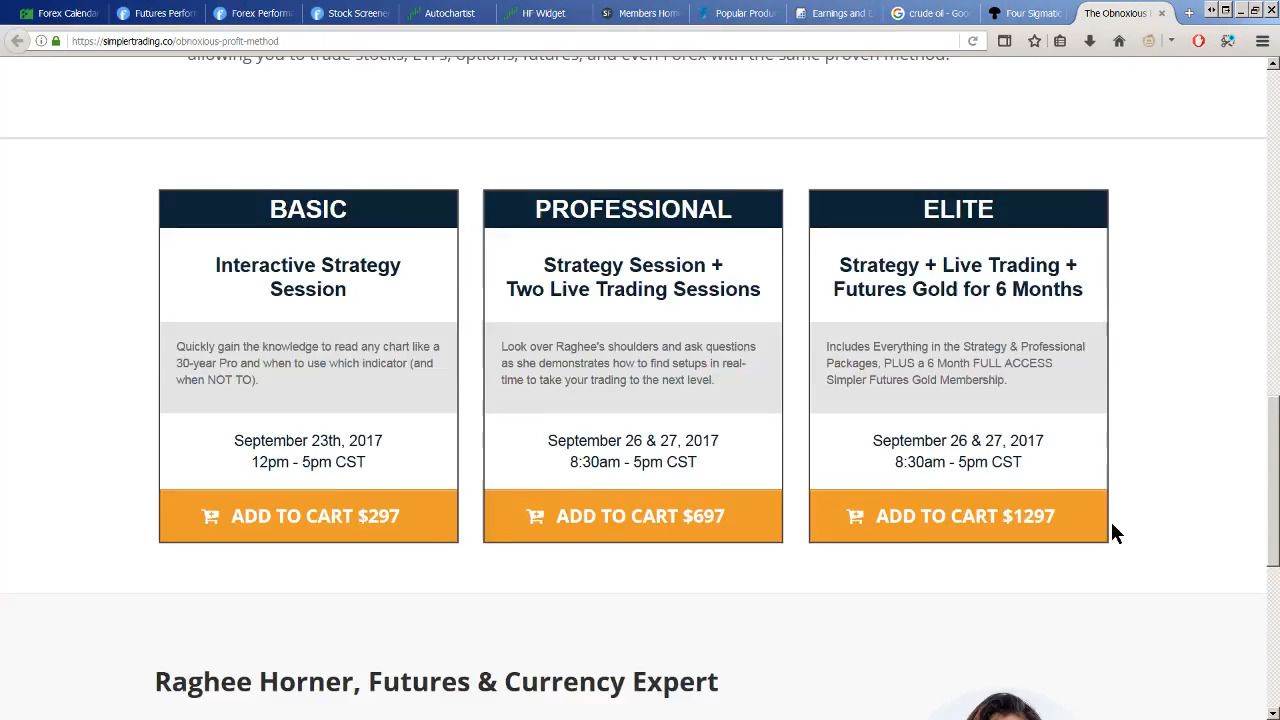 Forex Calenda
Futures Perfor
Forex Performa
Stock Screene
Autochartist
HF Widget
Members Hom
Popular Produ
Earnings and E
crude oil - Goo
Four Sigmatic
The Obnoxious
https://simplertrading.co/obnoxious-profit-method
allowing you to trade stocks, ETFs, options, futures, and even Forex with the same proven method.
BASIC
Interactive Strategy
Session
Quickly gain the knowledge to read any chart like a
30-year Pro and when to use which indicator (and
when NOT TO).
September 23th, 2017
12pm - 5pm CST
ADD TO CART $297
PROFESSIONAL
Strategy Session +
Two Live Trading Sessions
Look over Raghee's shoulders and ask questions
as she demonstrates how to find setups in real-
time to take your trading to the next level.
September 26 & 27, 2017
8:30am - 5pm CST
ADD TO CART $697
ELITE
Strategy + Live Trading +
Futures Gold for 6 Months
Includes Everything in the Strategy & Professional
Packages, PLUS a 6 Month FULL ACCESS
Simpler Futures Gold Membership.
September 26 & 27, 2017
8:30am - 5pm CST
ADD TO CART $1297
Raghee Horner, Futures & Currency Expert